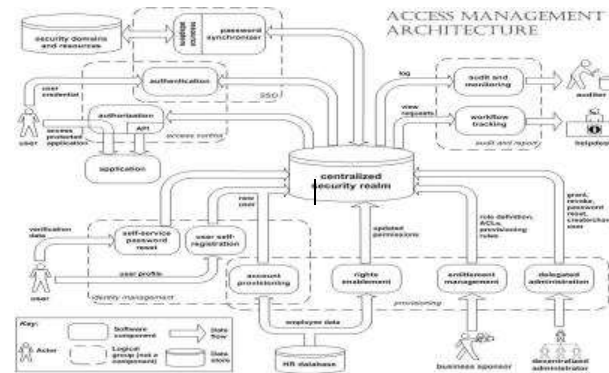 ACCESS MANAGEMENT
ARCHITECTURE
security domains
and resources
resource
adapters
password
synchronizer
user
credential
authentication
SSO
authorization
API
access control
user
access
protected
application
application
log
view
requests
audit and
monitoring
workflow
tracking
audit and report
auditor
helpdesk
centralized
security realm
new
user
updated
permissions
role definition,
ACLs,
provisioning
rules
grant,
revoke,
password
reset,
create/change
user
verification
data
self-service
password
reset
user self-
registration
user
user profile
identity management
account
provisioning
rights
enablement
entitlement
management
delegated
administration
provisioning
employee data
HR database
business sponsor
decentralized
administrator
Key:
Actor
Software
component
Logical
group (not a
component)
Data
flow
Data
store